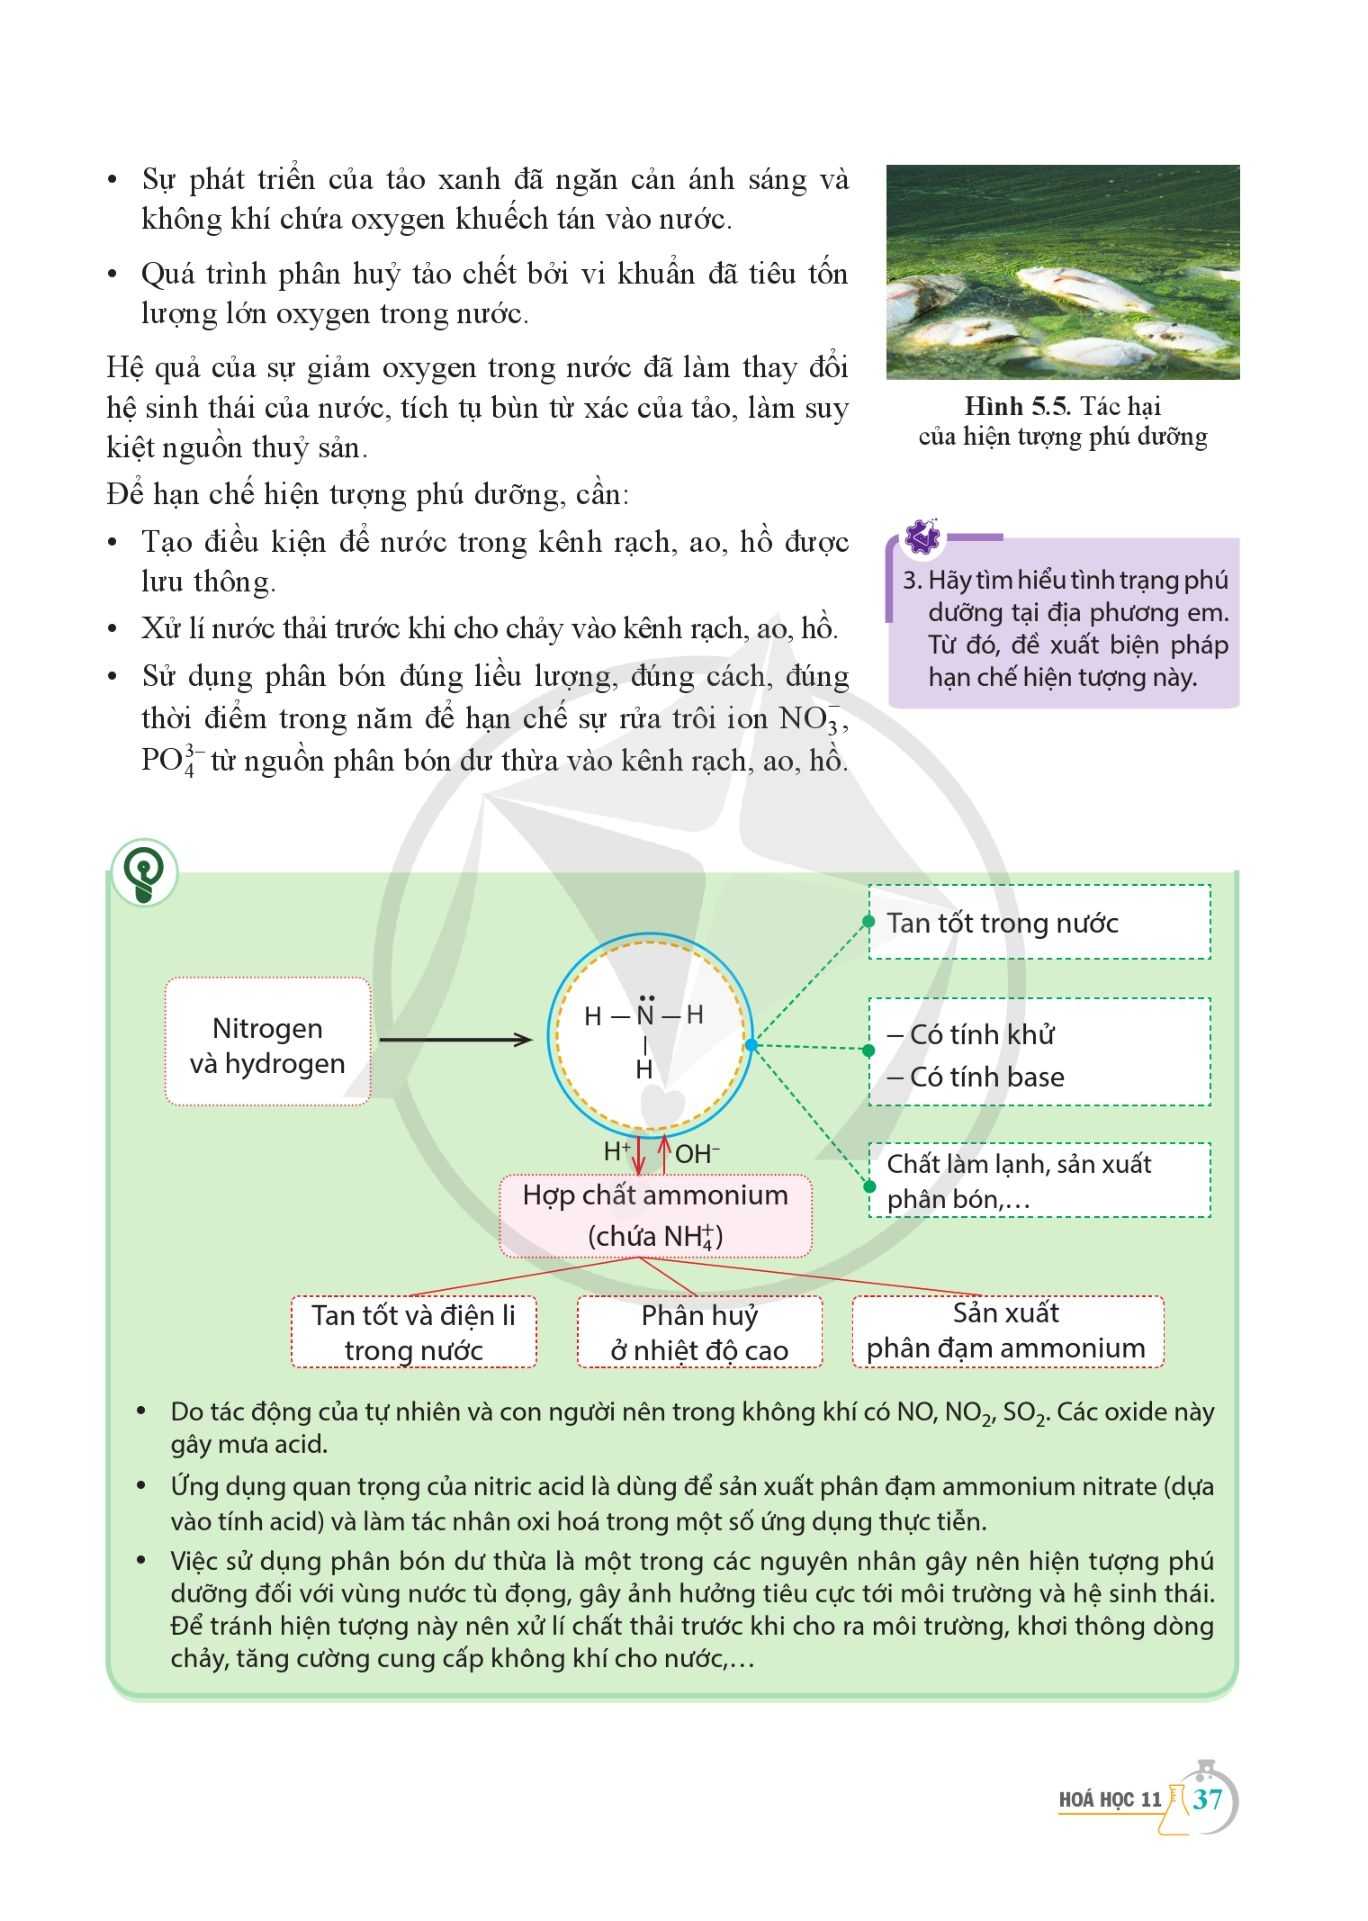 • Sự phát triển của tảo xanh đã ngăn cản ánh sáng và
không khí chứa oxygen khuếch tán vào nước.
• Quá trình phân huỷ tảo chết bởi vi khuẩn đã tiêu tốn
lượng lớn oxygen trong nước.
Hệ quả của sự giảm oxygen trong nước đã làm thay đổi
hệ sinh thái của nước, tích tụ bùn từ xác của tảo, làm suy
kiệt nguồn thuỷ sản.
Để hạn chế hiện tượng phú dưỡng, cần:
• Tạo điều kiện để nước trong kênh rạch, ao, hồ được
lưu thông.
• Xử lí nước thải trước khi cho chảy vào kênh rạch, ao, hồ.
• Sử dụng phân bón đúng liều lượng, đúng cách, đúng
thời điểm trong năm để hạn chế sự rửa trôi ion NO₃⁻,
PO₄³⁻ từ nguồn phân bón dư thừa vào kênh rạch, ao, hồ.
Hình 5.5. Tác hại
của hiện tượng phú dưỡng
3. Hãy tìm hiểu tình trạng phú
dưỡng tại địa phương em.
Từ đó, đề xuất biện pháp
hạn chế hiện tượng này.
Nitrogen
và hydrogen
H – N – H
H
Tan tốt trong nước
– Có tính khử
– Có tính base
Chất làm lạnh, sản xuất
phân bón,...
H⁺ OH⁻
Hợp chất ammonium
(chứa NH₄⁺)
Tan tốt và điện li
trong nước
Phân huỷ
ở nhiệt độ cao
Sản xuất
phân đạm ammonium
• Do tác động của tự nhiên và con người nên trong không khí có NO, NO₂, SO₂. Các oxide này
gây mưa acid.
• Ứng dụng quan trọng của nitric acid là dùng để sản xuất phân đạm ammonium nitrate (dựa
vào tính acid) và làm tác nhân oxi hoá trong một số ứng dụng thực tiễn.
• Việc sử dụng phân bón dư thừa là một trong các nguyên nhân gây nên hiện tượng phú
dưỡng đối với vùng nước tù đọng, gây ảnh hưởng tiêu cực tới môi trường và hệ sinh thái.
Để tránh hiện tượng này nên xử lí chất thải trước khi cho ra môi trường, khơi thông dòng
chảy, tăng cường cung cấp không khí cho nước,...
HOÁ HỌC 11 37